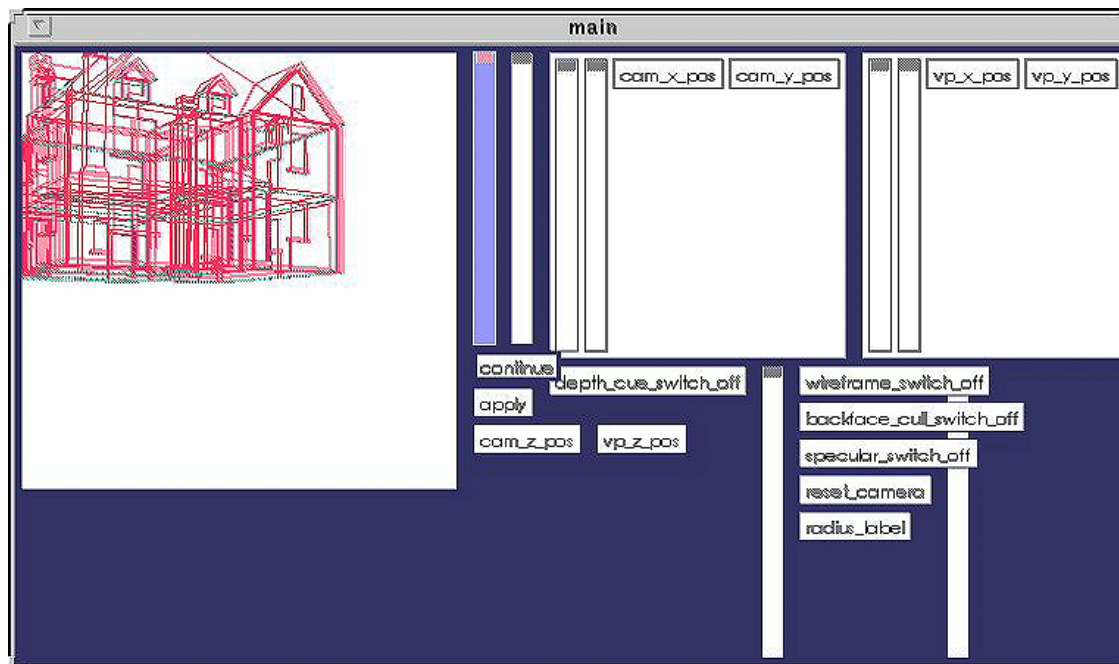 main
cam_x_pos cam_y_pos vp_x_pos vp_y_pos
continue
depth_cue_switch_off wireframe_switch_off
apply backface_cull_switch_off
cam_z_pos vp_z_pos specular_switch_off
reset_camera
radius_label